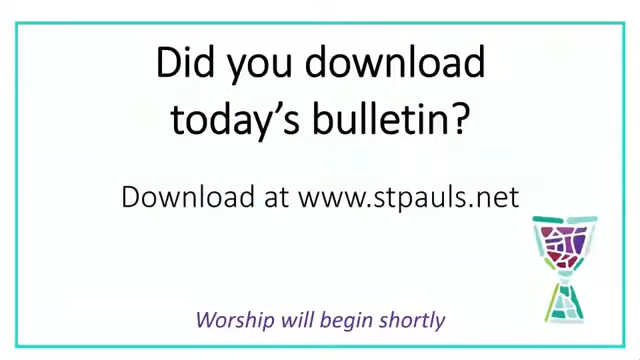 Did you download
today's bulletin?
Download at www.stpauls.net
Worship will begin shortly